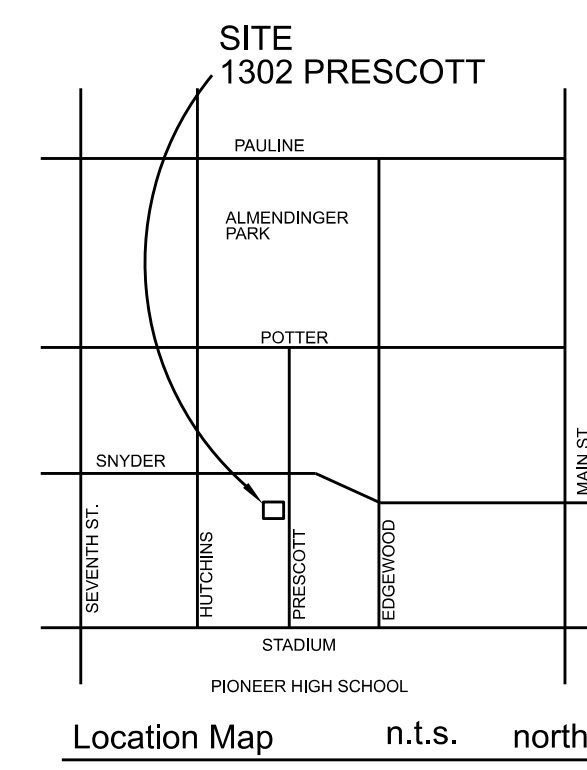 SITE
1302 PRESCOTT
PAULINE
ALMENDINGER
PARK
POTTER
SNYDER
MAIN ST
SEVENTH ST.
HUTCHINS
PRESCOTT
EDGEWOOD
STADIUM
PIONEER HIGH SCHOOL
Location Map n.t.s. north